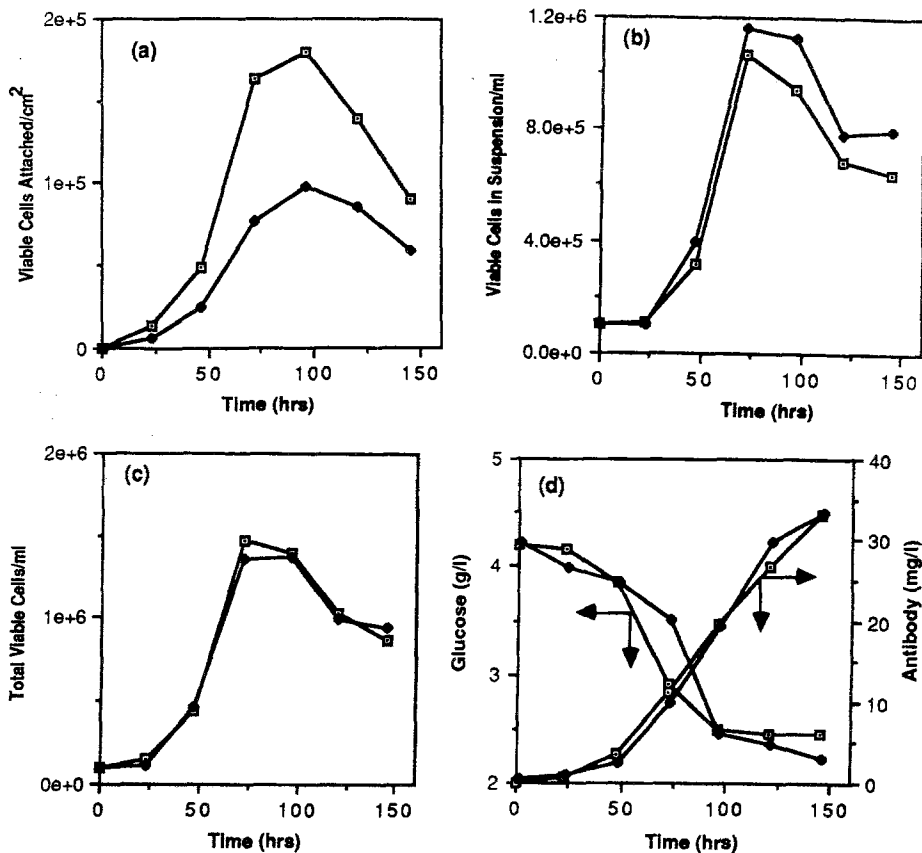 (a)
Viable Cells Attached/cm²
2e+5
1e+5
0
0
50
100
150
Time (hrs)
(b)
Viable Cells In Suspension/ml
1.2e+6
8.0e+5
4.0e+5
0.0e+0
0
50
100
150
Time (hrs)
(c)
Total Viable Cells/ml
2e+6
1e+6
0e+0
0
50
100
150
Time (hrs)
(d)
Glucose (g/l)
5
4
3
2
40
30
20
10
0
Antibody (mg/l)
0
50
100
150
Time (hrs)